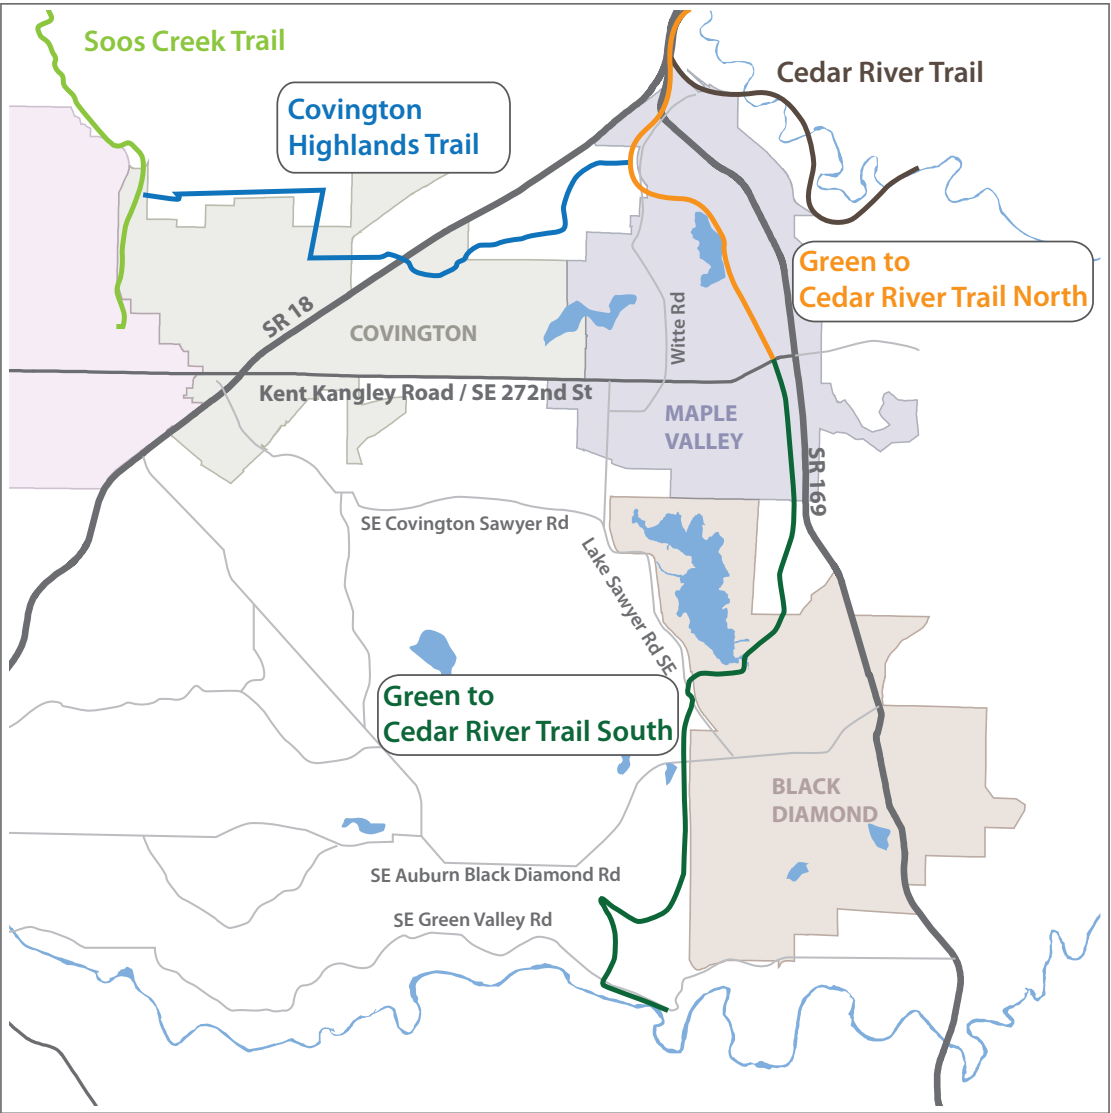 Soos Creek Trail
Cedar River Trail
Covington
Highlands Trail
Green to
Cedar River Trail North
SR 18
COVINGTON
Witte Rd
Kent Kangley Road / SE 272nd St
MAPLE
VALLEY
SR 169
SE Covington Sawyer Rd
Lake Sawyer Rd SE
Green to
Cedar River Trail South
BLACK
DIAMOND
SE Auburn Black Diamond Rd
SE Green Valley Rd